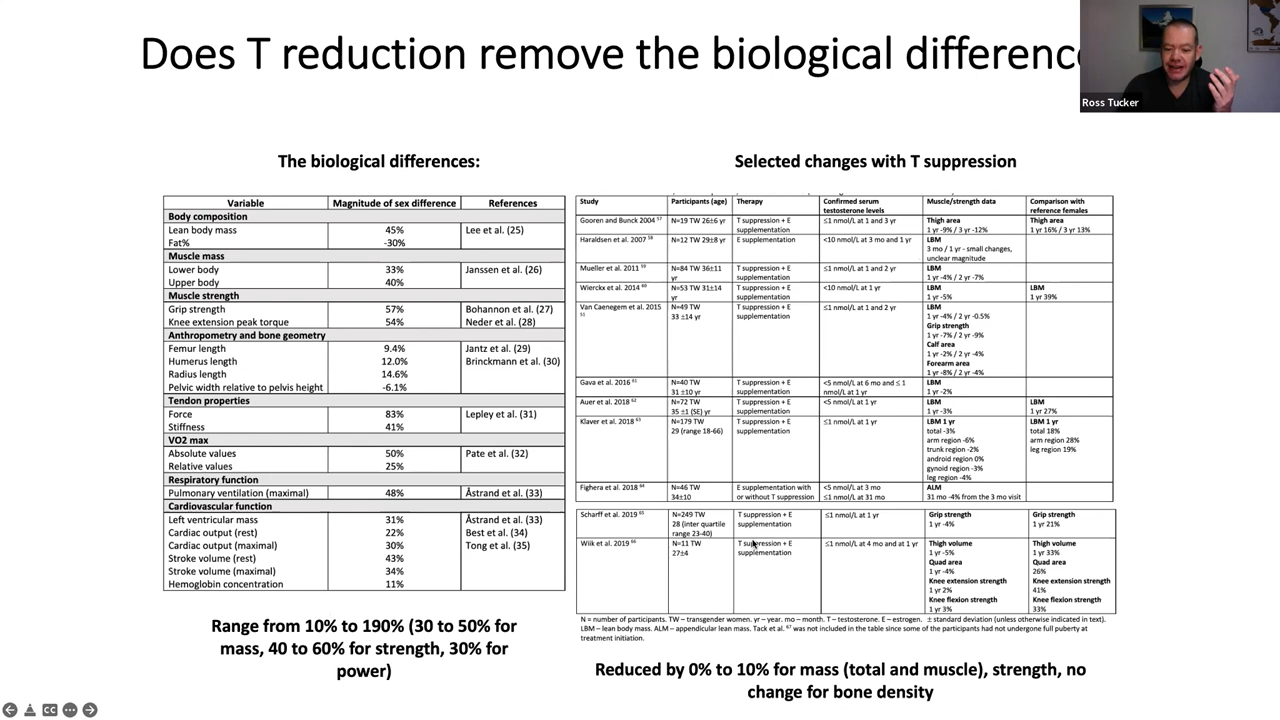 Does T reduction remove the biological difference
Ross Tucker
The biological differences:
Variable Magnitude of sex difference References
Body composition
Lean body mass 45% Lee et al. (25)
Fat% -30%
Muscle mass
Lower body 33% Janssen et al. (26)
Upper body 40%
Muscle strength
Grip strength 57% Bohannon et al. (27)
Knee extension peak torque 54% Neder et al. (28)
Anthropometry and bone geometry
Femur length 9.4% Jantz et al. (29)
Humerus length 12.0% Brinckmann et al. (30)
Radius length 14.6%
Pelvic width relative to pelvis height -6.1%
Tendon properties
Force 83% Lepley et al. (31)
Stiffness 41%
VO2 max
Absolute values 50% Pate et al. (32)
Relative values 25%
Respiratory function
Pulmonary ventilation (maximal) 48% Åstrand et al. (33)
Cardiovascular function
Left ventricular mass 31% Åstrand et al. (33)
Cardiac output (rest) 22% Best et al. (34)
Cardiac output (maximal) 30% Tong et al. (35)
Stroke volume (rest) 43%
Stroke volume (maximal) 34%
Hemoglobin concentration 11%
Range from 10% to 190% (30 to 50% for
mass, 40 to 60% for strength, 30% for
power)
Selected changes with T suppression
Study Participants (age) Therapy Confirmed serum Muscle/strength data Comparison with
testosterone levels reference females
Gooren and Bunck 2004 57 N=19 TW 26±6 yr T suppression + E ≤1 nmol/L at 1 and 3 yr Thigh area Thigh area
supplementation 1 yr -9% / 3 yr -12% 1 yr 16% / 3 yr 13%
Haraldsen et al. 2007 58 N=12 TW 29±8 yr E supplementation <10 nmol/L at 3 mo and 1 yr LBM
3 mo / 1 yr - small changes,
unclear magnitude
Mueller et al. 2011 59 N=84 TW 36±11 T suppression + E ≤1 nmol/L at 1 and 2 yr LBM
yr supplementation 1 yr -4% / 2 yr -7%
Wierckx et al. 2014 60 N=53 TW 31±14 T suppression + E <10 nmol/L at 1 yr LBM LBM
yr supplementation 1 yr -5% 1 yr 39%
Van Caenegem et al. 2015 N=49 TW T suppression + E ≤1 nmol/L at 1 and 2 yr LBM
51 33 ±14 yr supplementation 1 yr -4% / 2 yr -0.5%
Grip strength
1 yr -7% / 2 yr -9%
Calf area
1 yr -2% / 2 yr -4%
Forearm area
1 yr -8% / 2 yr -4%
Gava et al. 2016 61 N=40 TW T suppression + E <5 nmol/L at 6 mo and ≤ 1 LBM
31 ±10 yr supplementation nmol/L at 1 yr 1 yr -2%
Auer et al. 2018 62 N=72 TW T suppression + E <5 nmol/L at 1 yr LBM LBM
35 ±1 (SE) yr supplementation 1 yr -3% 1 yr 27%
Klaver et al. 2018 63 N=179 TW T suppression + E ≤1 nmol/L at 1 yr LBM 1 yr LBM 1 yr
29 (range 18-66) supplementation total -3% total 18%
arm region -6% arm region 28%
trunk region -2% leg region 19%
android region 0%
gynoid region -3%
leg region -4%
Fighera et al. 2018 64 N=46 TW E supplementation with <5 nmol/L at 3 mo ALM
34±10 or without T suppression ≤1 nmol/L at 31 mo 31 mo -4% from the 3 mo visit
Scharff et al. 2019 65 N=249 TW T suppression + E ≤1 nmol/L at 1 yr Grip strength Grip strength
28 (inter quartile supplementation 1 yr -4% 1 yr 21%
range 23-40)
Wiik et al. 2019 66 N=11 TW T suppression + E ≤1 nmol/L at 4 mo and at 1 yr Thigh volume Thigh volume
27±4 supplementation 1 yr -5% 1 yr 33%
Quad area Quad area
1 yr -4% 26%
Knee extension strength Knee extension strength
1 yr 2% 41%
Knee flexion strength Knee flexion strength
1 yr 3% 33%
N = number of participants. TW – transgender women. yr – year. mo – month. T – testosterone. E – estrogen. ± standard deviation (unless otherwise indicated in text).
LBM – lean body mass. ALM – appendicular lean mass. Tack et al. 67 was not included in the table since some of the participants had not undergone full puberty at
treatment initiation.
Reduced by 0% to 10% for mass (total and muscle), strength, no
change for bone density
CC